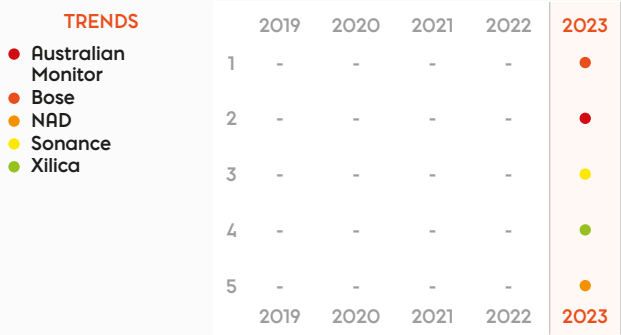 TRENDS
Australian
Monitor
Bose
NAD
Sonance
Xilica
2019 2020 2021 2022 2023
1 - - - -
2 - - - -
3 - - - -
4 - - - -
5 - - - -
2019 2020 2021 2022 2023